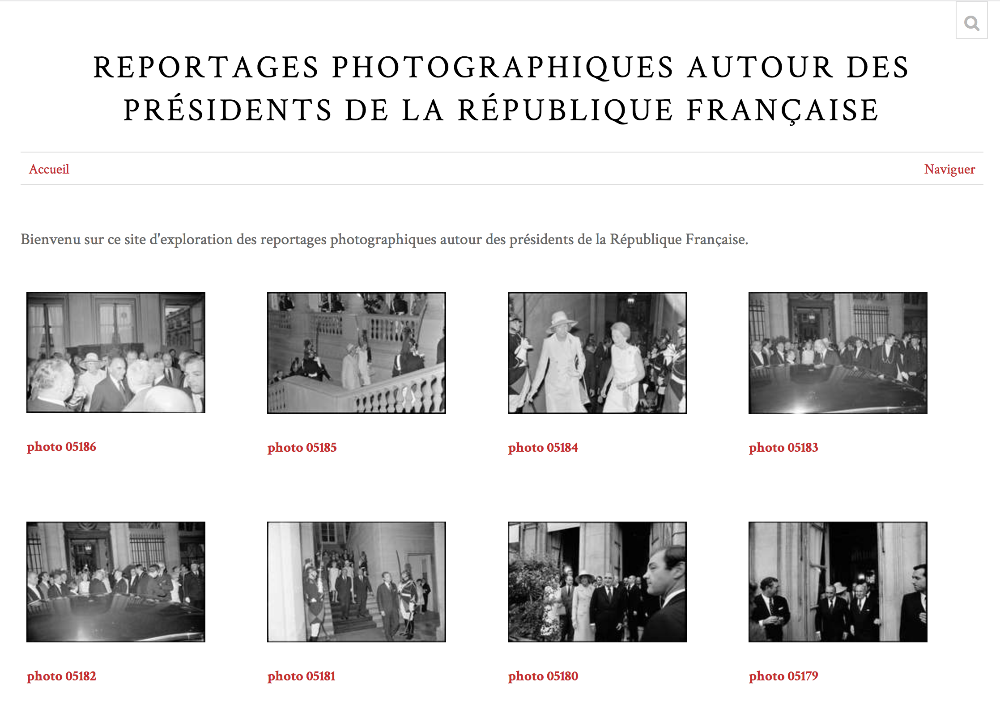 REPORTAGES PHOTOGRAPHIQUES AUTOUR DES
PRÉSIDENTS DE LA RÉPUBLIQUE FRANÇAISE
Accueil
Naviguer
Bienvenu sur ce site d'exploration des reportages photographiques autour des présidents de la République Française.
photo 05186
photo 05185
photo 05184
photo 05183
photo 05182
photo 05181
photo 05180
photo 05179